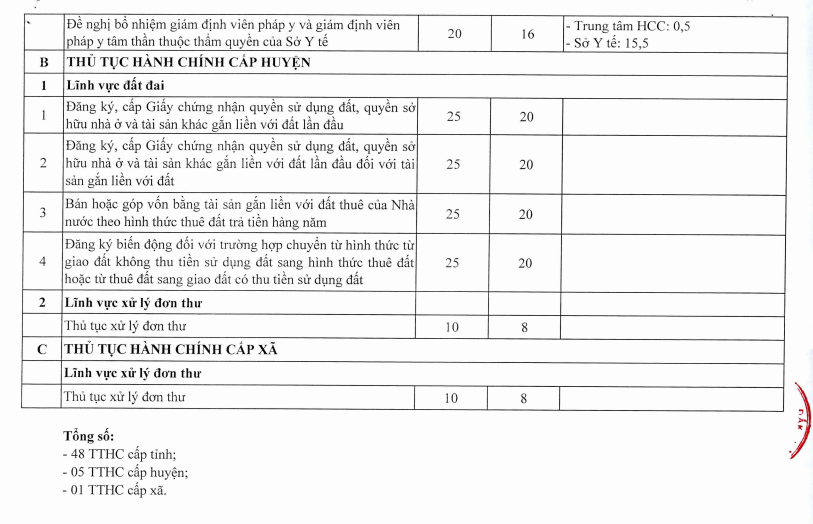 Đề nghị bổ nhiệm giám định viên pháp y và giám định viên
pháp y tâm thần thuộc thẩm quyền của Sở Y tế
20
16
- Trung tâm HCC: 0,5
- Sở Y tế: 15,5
B THỦ TỤC HÀNH CHÍNH CẤP HUYỆN
1 Lĩnh vực đất đai
1
Đăng ký, cấp Giấy chứng nhận quyền sử dụng đất, quyền sở
hữu nhà ở và tài sản khác gắn liền với đất lần đầu
25
20
2
Đăng ký, cấp Giấy chứng nhận quyền sử dụng đất, quyền sở
hữu nhà ở và tài sản khác gắn liền với đất lần đầu đối với tài
sản gắn liền với đất
25
20
3
Bán hoặc góp vốn bằng tài sản gắn liền với đất thuê của Nhà
nước theo hình thức thuê đất trả tiền hàng năm
25
20
4
Đăng ký biến động đối với trường hợp chuyển từ hình thức từ
giao đất không thu tiền sử dụng đất sang hình thức thuê đất
hoặc từ thuê đất sang giao đất có thu tiền sử dụng đất
25
20
2 Lĩnh vực xử lý đơn thư
Thủ tục xử lý đơn thư 10 8
C THỦ TỤC HÀNH CHÍNH CẤP XÃ
Lĩnh vực xử lý đơn thư
Thủ tục xử lý đơn thư 10 8
Tổng số:
- 48 TTHC cấp tỉnh;
- 05 TTHC cấp huyện;
- 01 TTHC cấp xã.